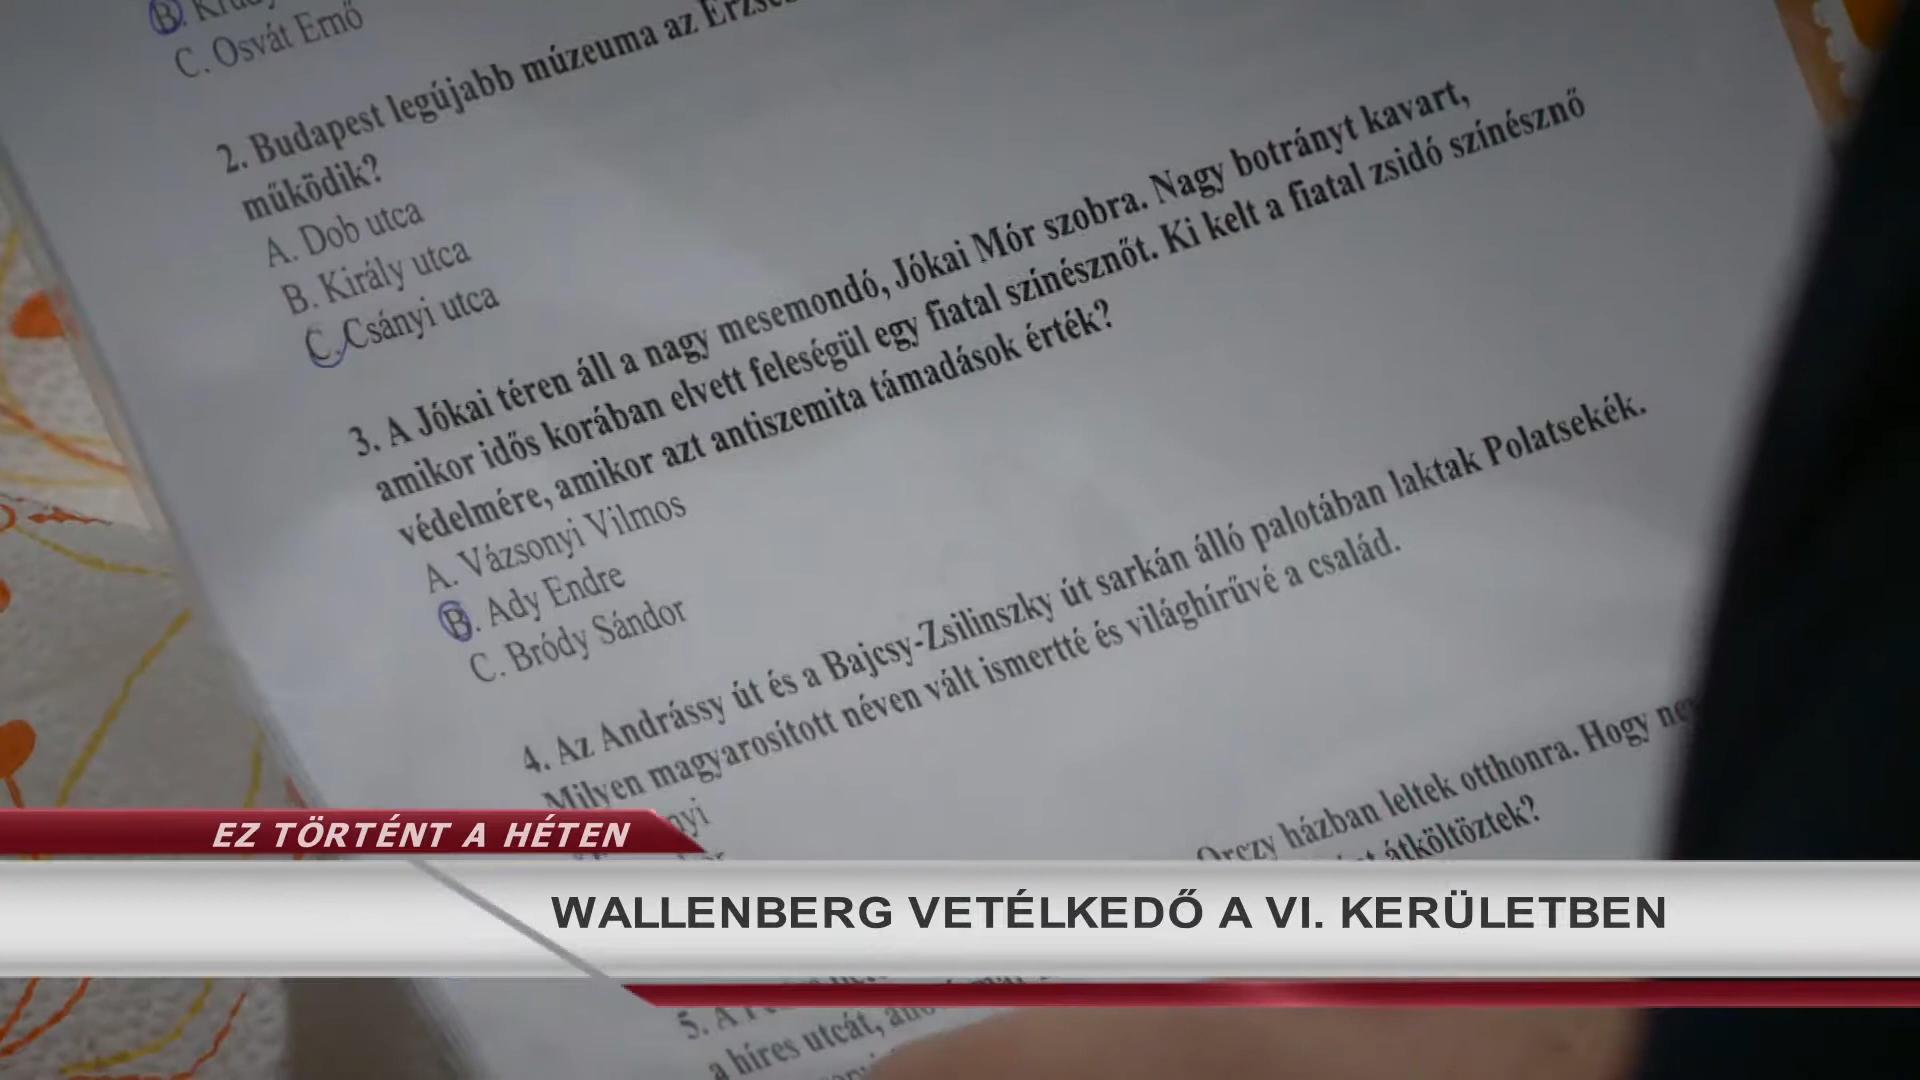 B.
C. Osvát Ernő
2. Budapest legújabb múzeuma az
működik?
A. Dob utca
B. Király utca
C. Csányi utca
3. A Jókai téren áll a nagy mesemondó, Jókai Mór szobra. Nagy botrányt kavart,
amikor idős korában elvett feleségül egy fiatal színésznőt. Ki kelt a fiatal zsidó színésznő
védelmére, amikor azt antiszemita támadások érték?
A. Vázsonyi Vilmos
B. Ady Endre
C. Bródy Sándor
4. Az Andrássy út és a Bajcsy-Zsilinszky út sarkán álló palotában laktak Polatsekék.
Milyen magyarosított néven vált ismertté és világhírűvé a család.
Orczy házban leltek otthonra. Hogy
átköltöztek?
EZ TÖRTÉNT A HÉTEN
WALLENBERG VETÉLKEDŐ A VI. KERÜLETBEN
5. A
a híres utcát,